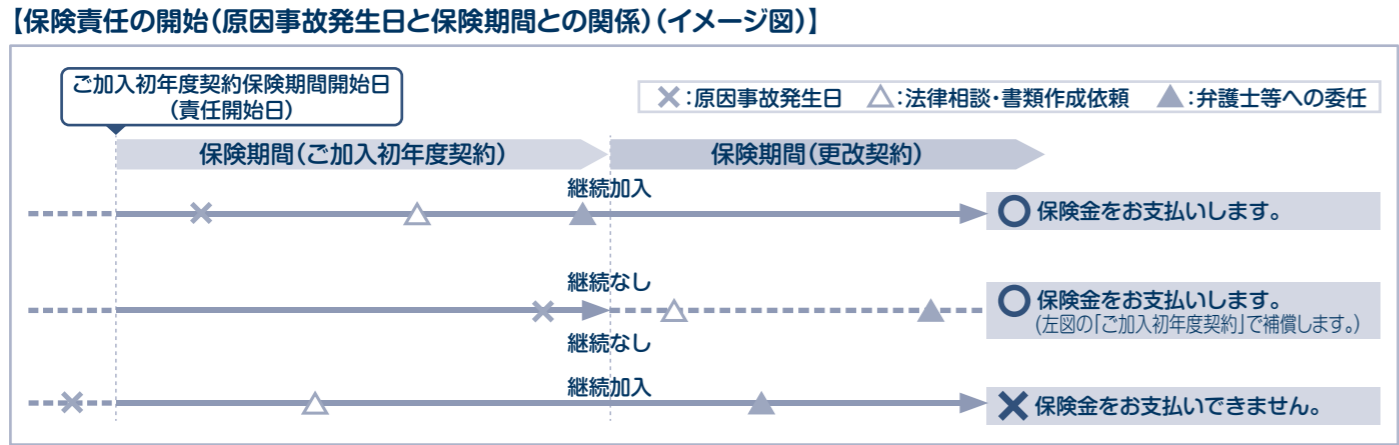 【保険責任の開始（原因事故発生日と保険期間との関係）（イメージ図）】
ご加入初年度契約保険期間開始日
（責任開始日）
×：原因事故発生日 △：法律相談・書類作成依頼 ▲：弁護士等への委任
保険期間（ご加入初年度契約） 保険期間（更改契約）
継続加入
○ 保険金をお支払いします。
継続なし
○ 保険金をお支払いします。
（左図の「ご加入初年度契約」で補償します。）
継続なし
継続加入
× 保険金をお支払いできません。